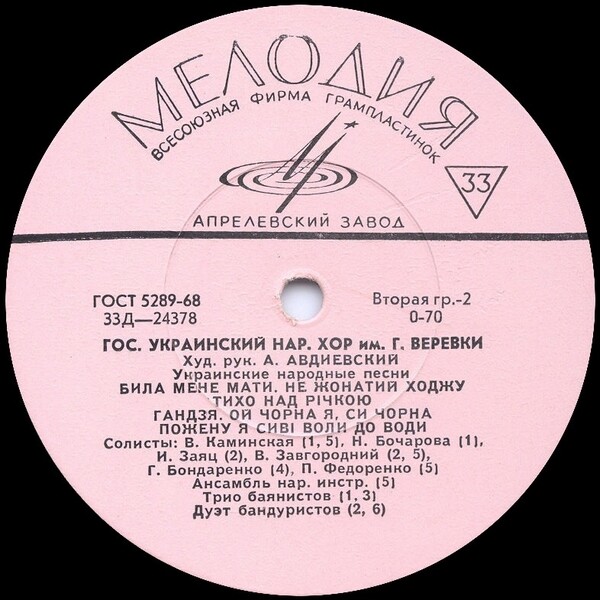 МЕЛОДИЯ
ВСЕСОЮЗНАЯ ФИРМА ГРАМПЛАСТИНОК
33
АПРЕЛЕВСКИЙ ЗАВОД
ГОСТ 5289-68 Вторая гр.-2
33Д—24378 0-70
ГОС. УКРАИНСКИЙ НАР. ХОР им. Г. ВЕРЕВКИ
Худ. рук. А. АВДИЕВСКИЙ
Украинские народные песни
БИЛА МЕНЕ МАТИ. НЕ ЖОНАТИЙ ХОДЖУ
ТИХО НАД РІЧКОЮ
ГАНДЗЯ. ОЙ ЧОРНА Я, СИ ЧОРНА
ПОЖЕНУ Я СИВІ ВОЛИ ДО ВОДИ
Солисты: В. Каминская (1, 5), Н. Бочарова (1),
И. Заяц (2), В. Завгородний (2, 5),
Г. Бондаренко (4), П. Федоренко (5)
Ансамбль нар. инстр. (5)
Трио баянистов (1, 3)
Дуэт бандуристов (2, 6)